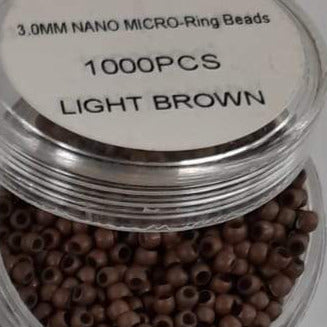 3.0MM NANO MICRO-Ring Beads
1000PCS
LIGHT BROWN